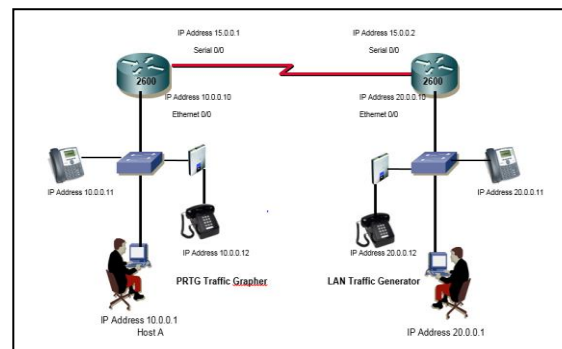 IP Address 15.0.0.1
Serial 0/0
IP Address 15.0.0.2
Serial 0/0
2600
2600
IP Address 10.0.0.10
Ethernet 0/0
IP Address 20.0.0.10
Ethernet 0/0
IP Address 10.0.0.11
IP Address 20.0.0.11
IP Address 10.0.0.12
IP Address 20.0.0.12
PRTG Traffic Grapher
LAN Traffic Generator
IP Address 10.0.0.1
Host A
IP Address 20.0.0.1